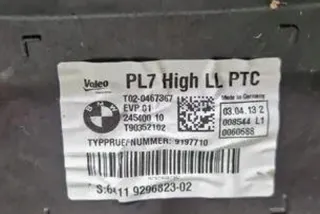 Valeo PL7 High LL PTC
T02-0467367
EVP 01
245400 10
T90352102
Made in Germany
03.04.13 2
008544 L1
0060688
TYPPRUEFNUMMER: 9197710
S: 6411 9296823-02